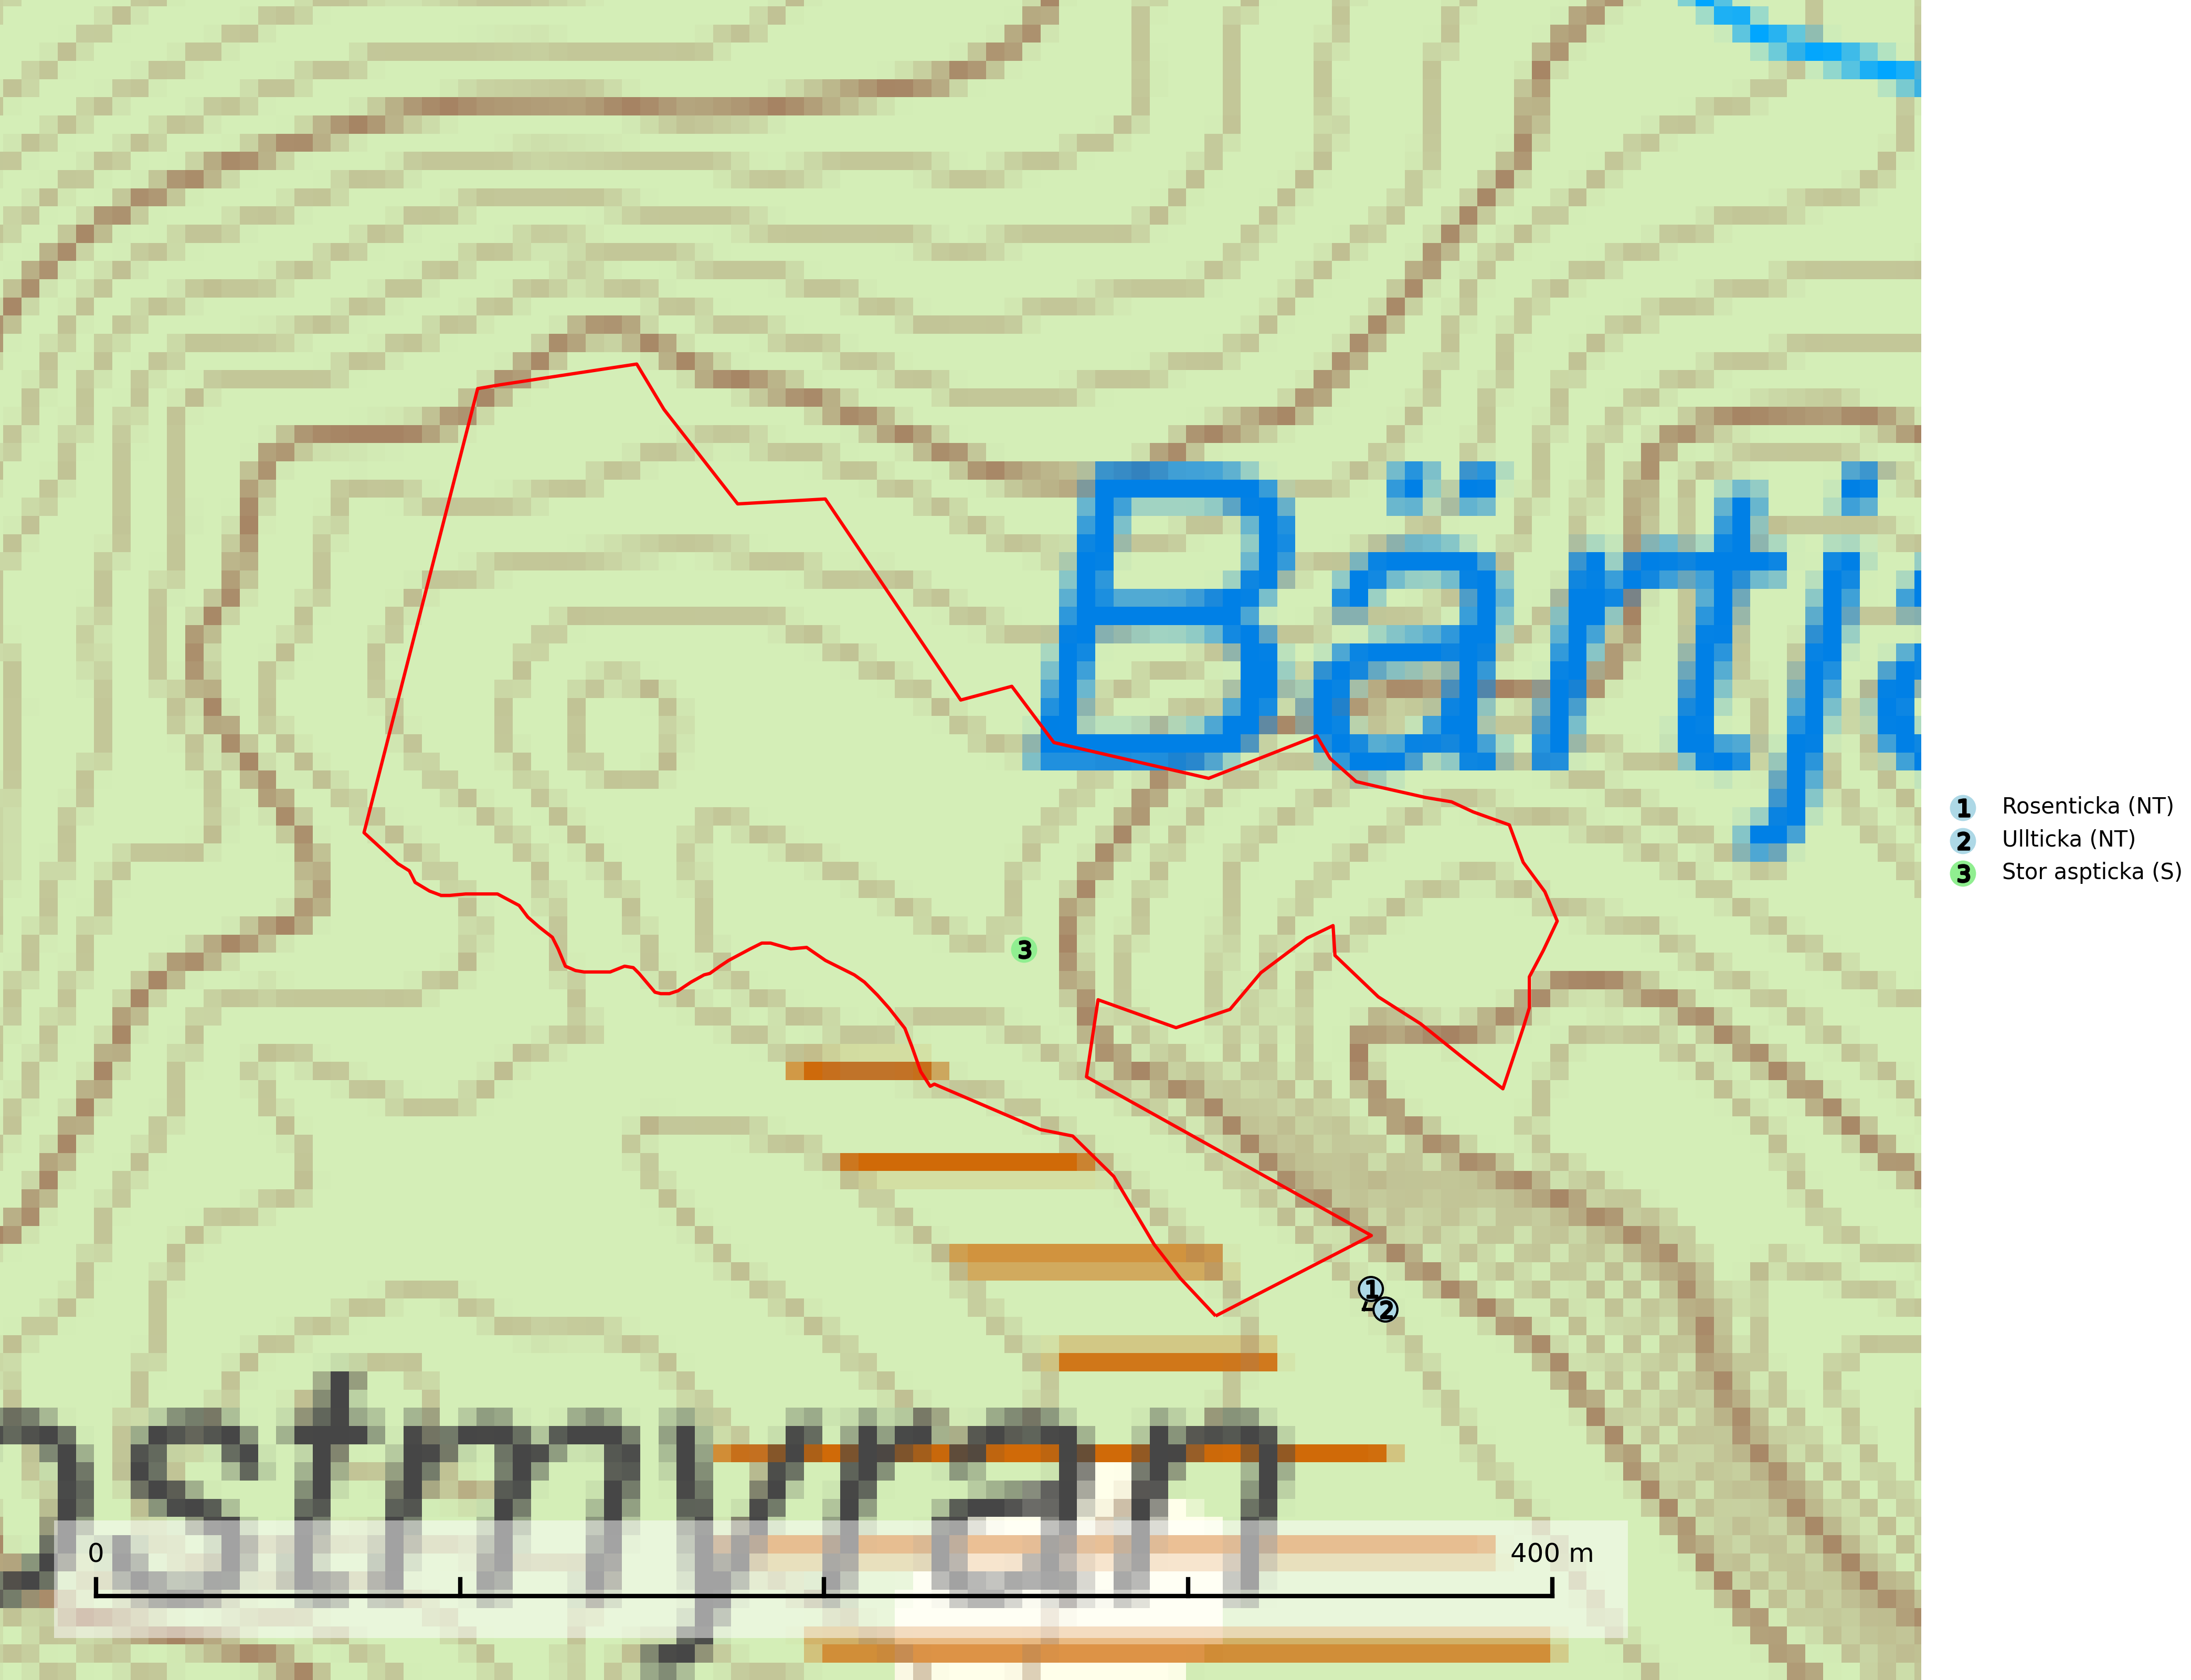 Bärtj
1 Rosenticka (NT)
2 Ullticka (NT)
3 Stor aspticka (S)
3
1
2
stmyran
0 400 m